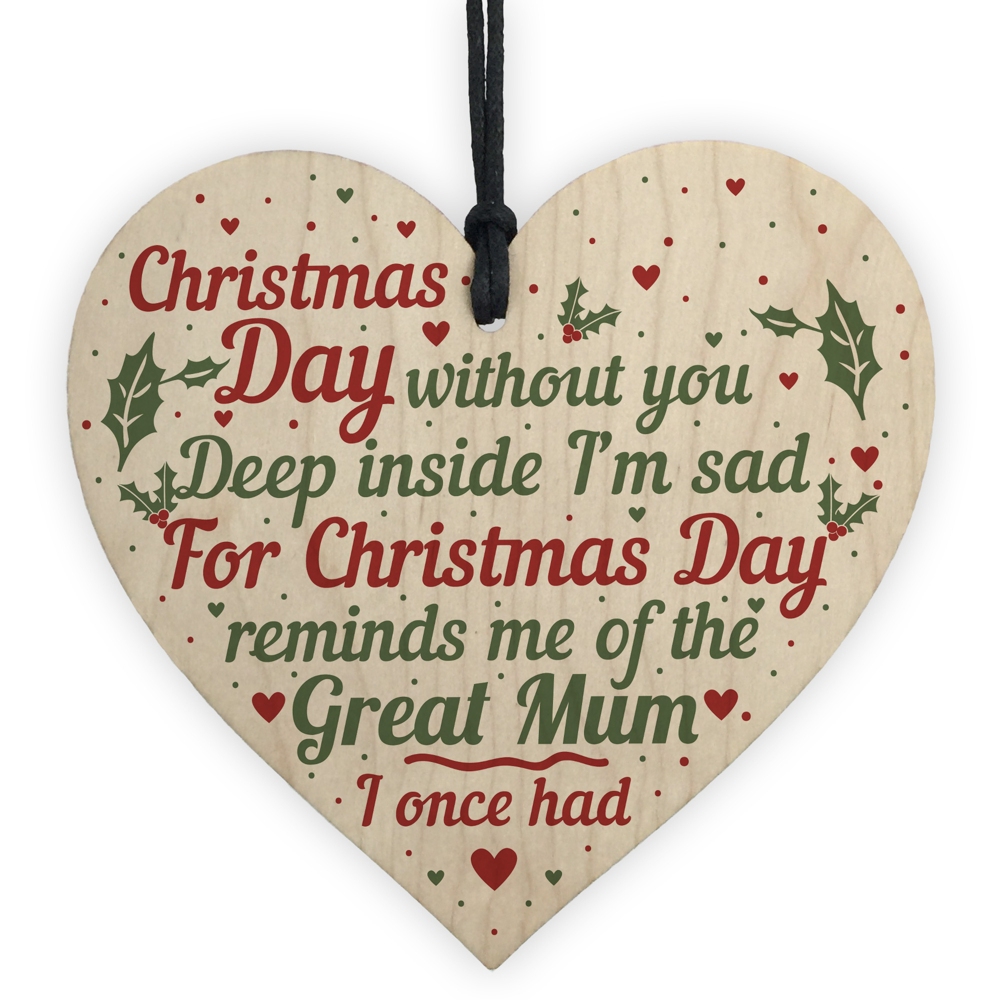 Christmas
Day without you
Deep inside I'm sad
For Christmas Day
reminds me of the
Great Mum
I once had